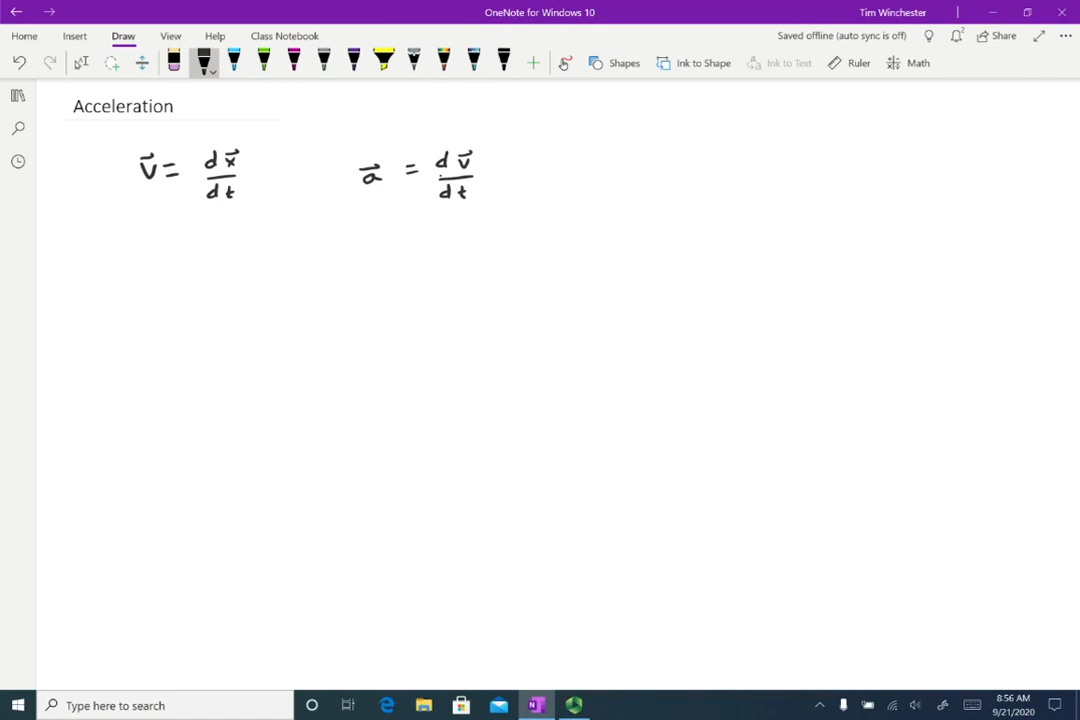 OneNote for Windows 10
Tim Winchester
Home Insert Draw View Help Class Notebook
Saved offline (auto sync is off) Share
Shapes Ink to Shape Ink to Text Ruler Math
Acceleration
v⃗ = dx⃗/dt a⃗ = dv⃗/dt
Type here to search
8:56 AM
9/21/2020